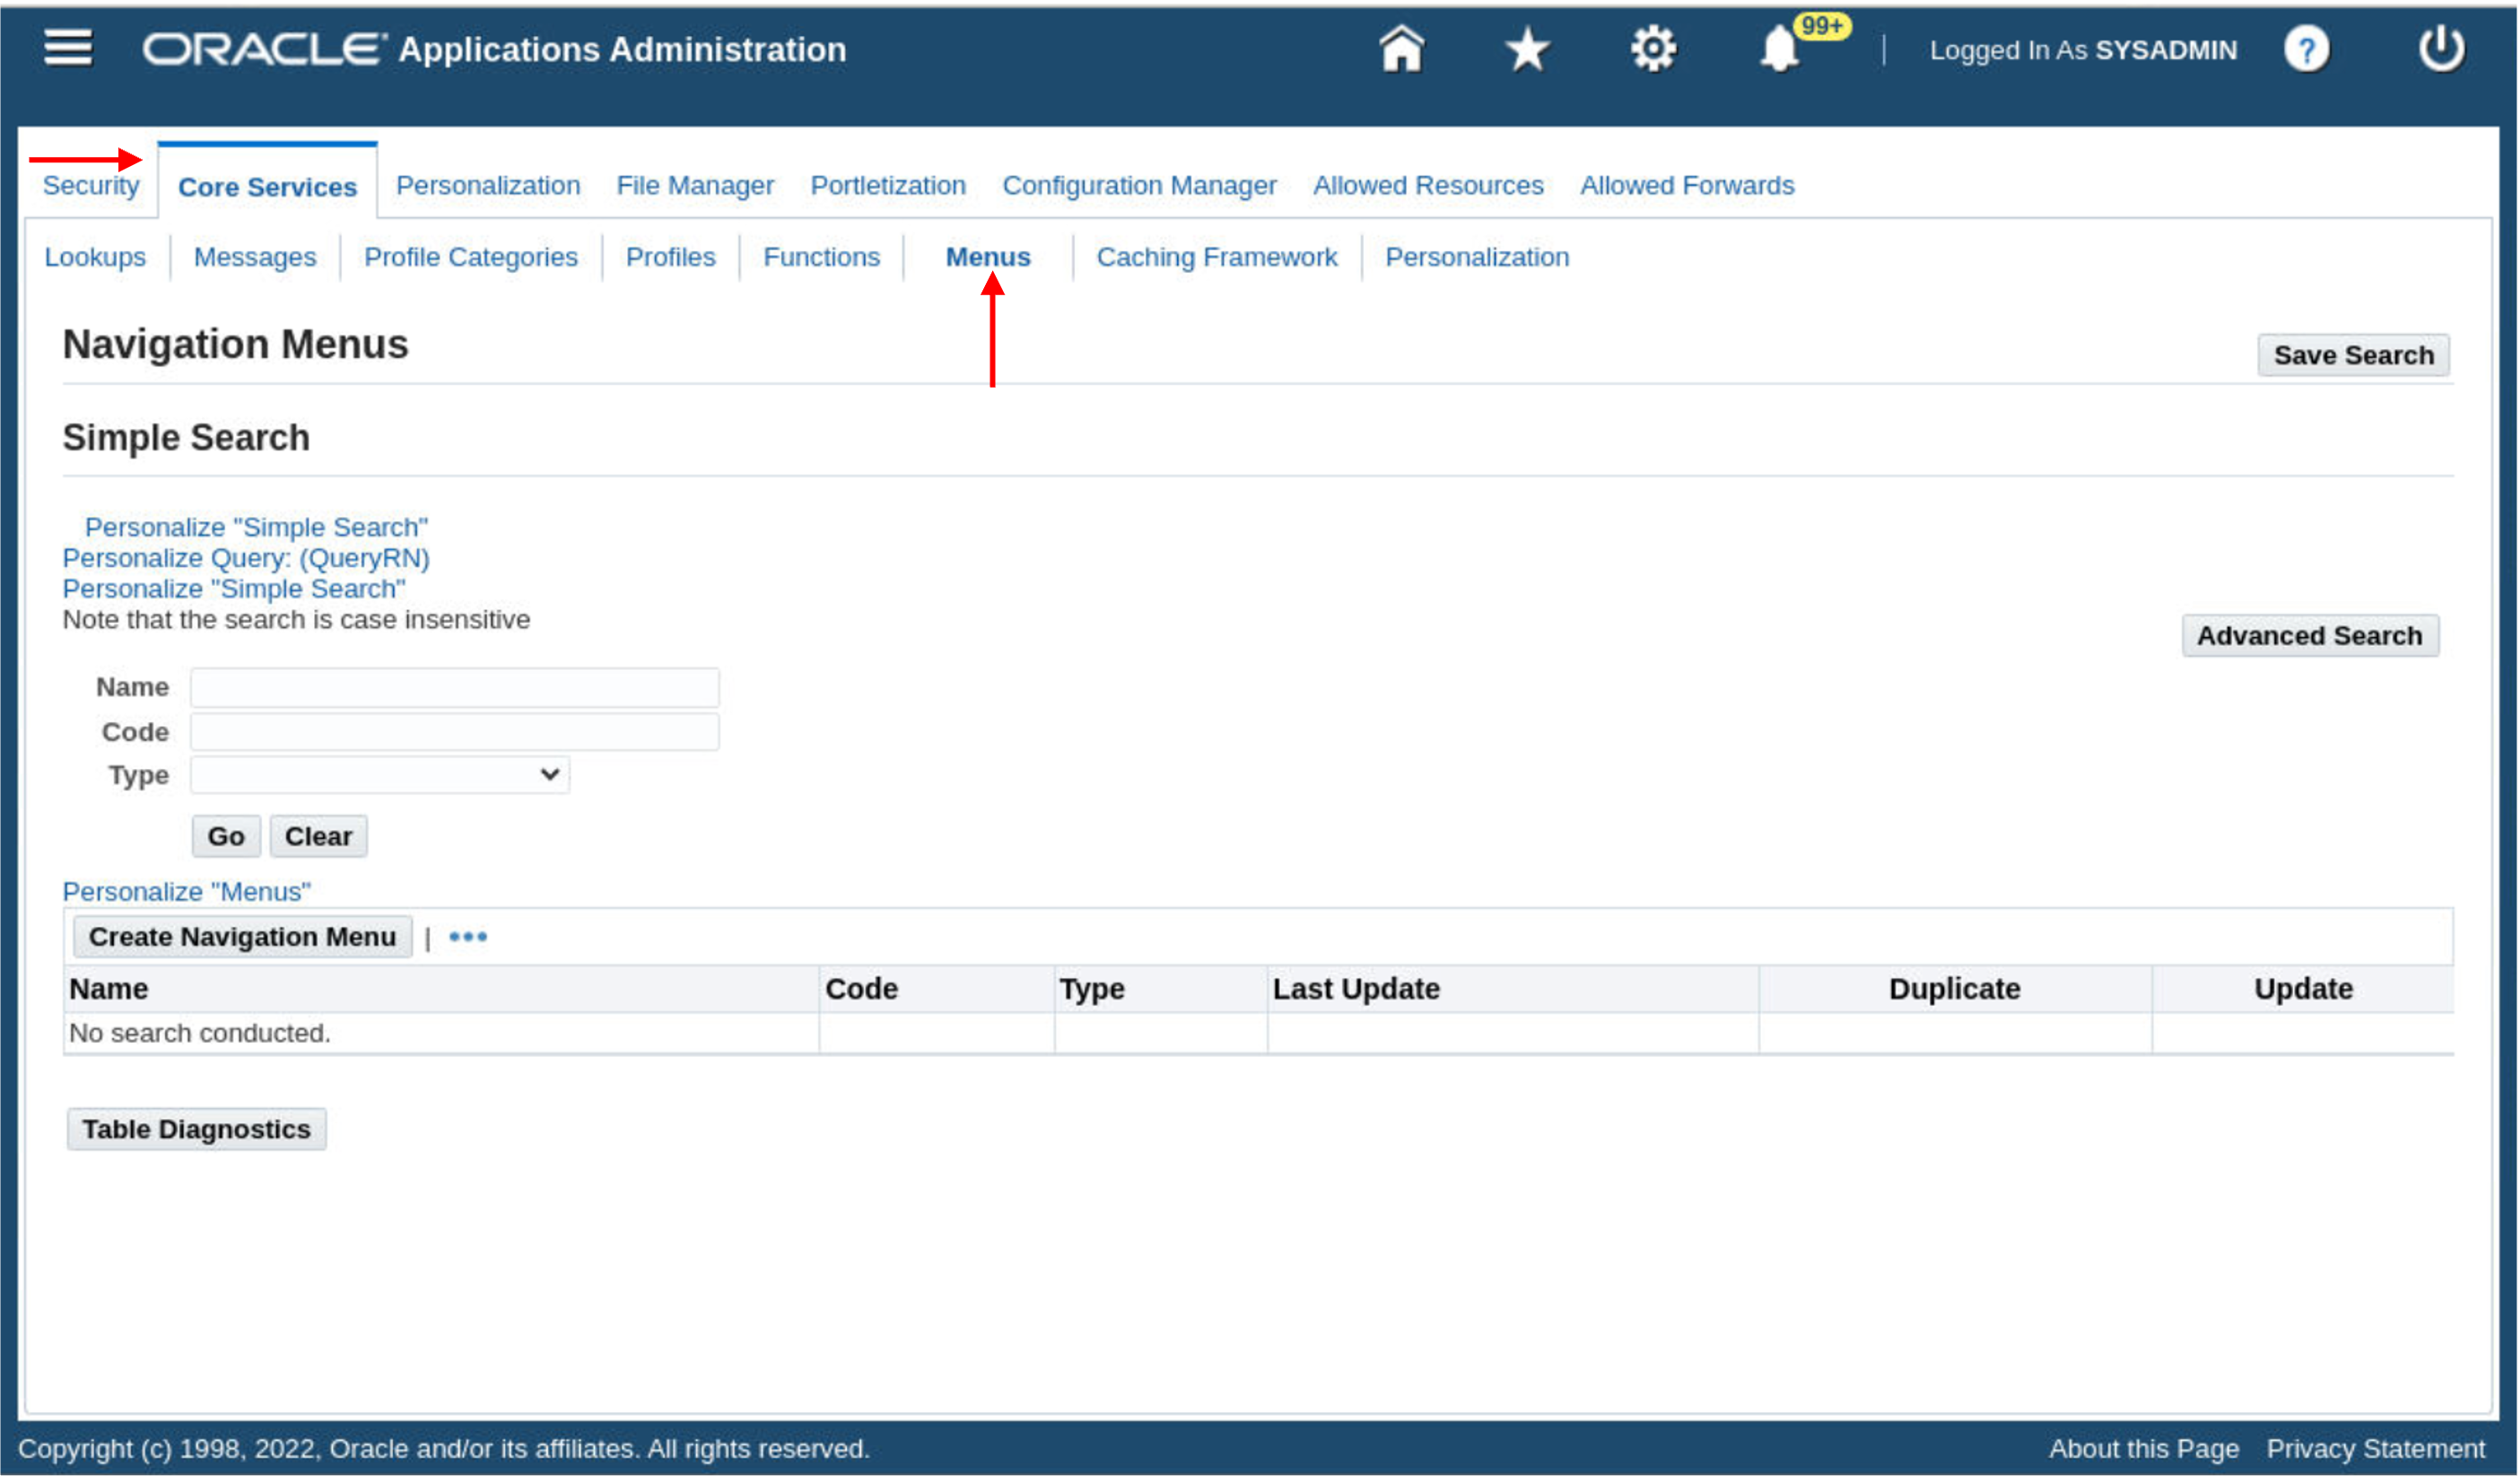 ORACLE Applications Administration 99+ | Logged In As SYSADMIN ?
Security Core Services Personalization File Manager Portletization Configuration Manager Allowed Resources Allowed Forwards
Lookups Messages Profile Categories Profiles Functions Menus Caching Framework Personalization
Navigation Menus
Save Search
Simple Search
Personalize "Simple Search"
Personalize Query: (QueryRN)
Personalize "Simple Search"
Note that the search is case insensitive
Advanced Search
Name
Code
Type
Go Clear
Personalize "Menus"
Create Navigation Menu | •••
Name Code Type Last Update Duplicate Update
No search conducted.
Table Diagnostics
Copyright (c) 1998, 2022, Oracle and/or its affiliates. All rights reserved. About this Page Privacy Statement